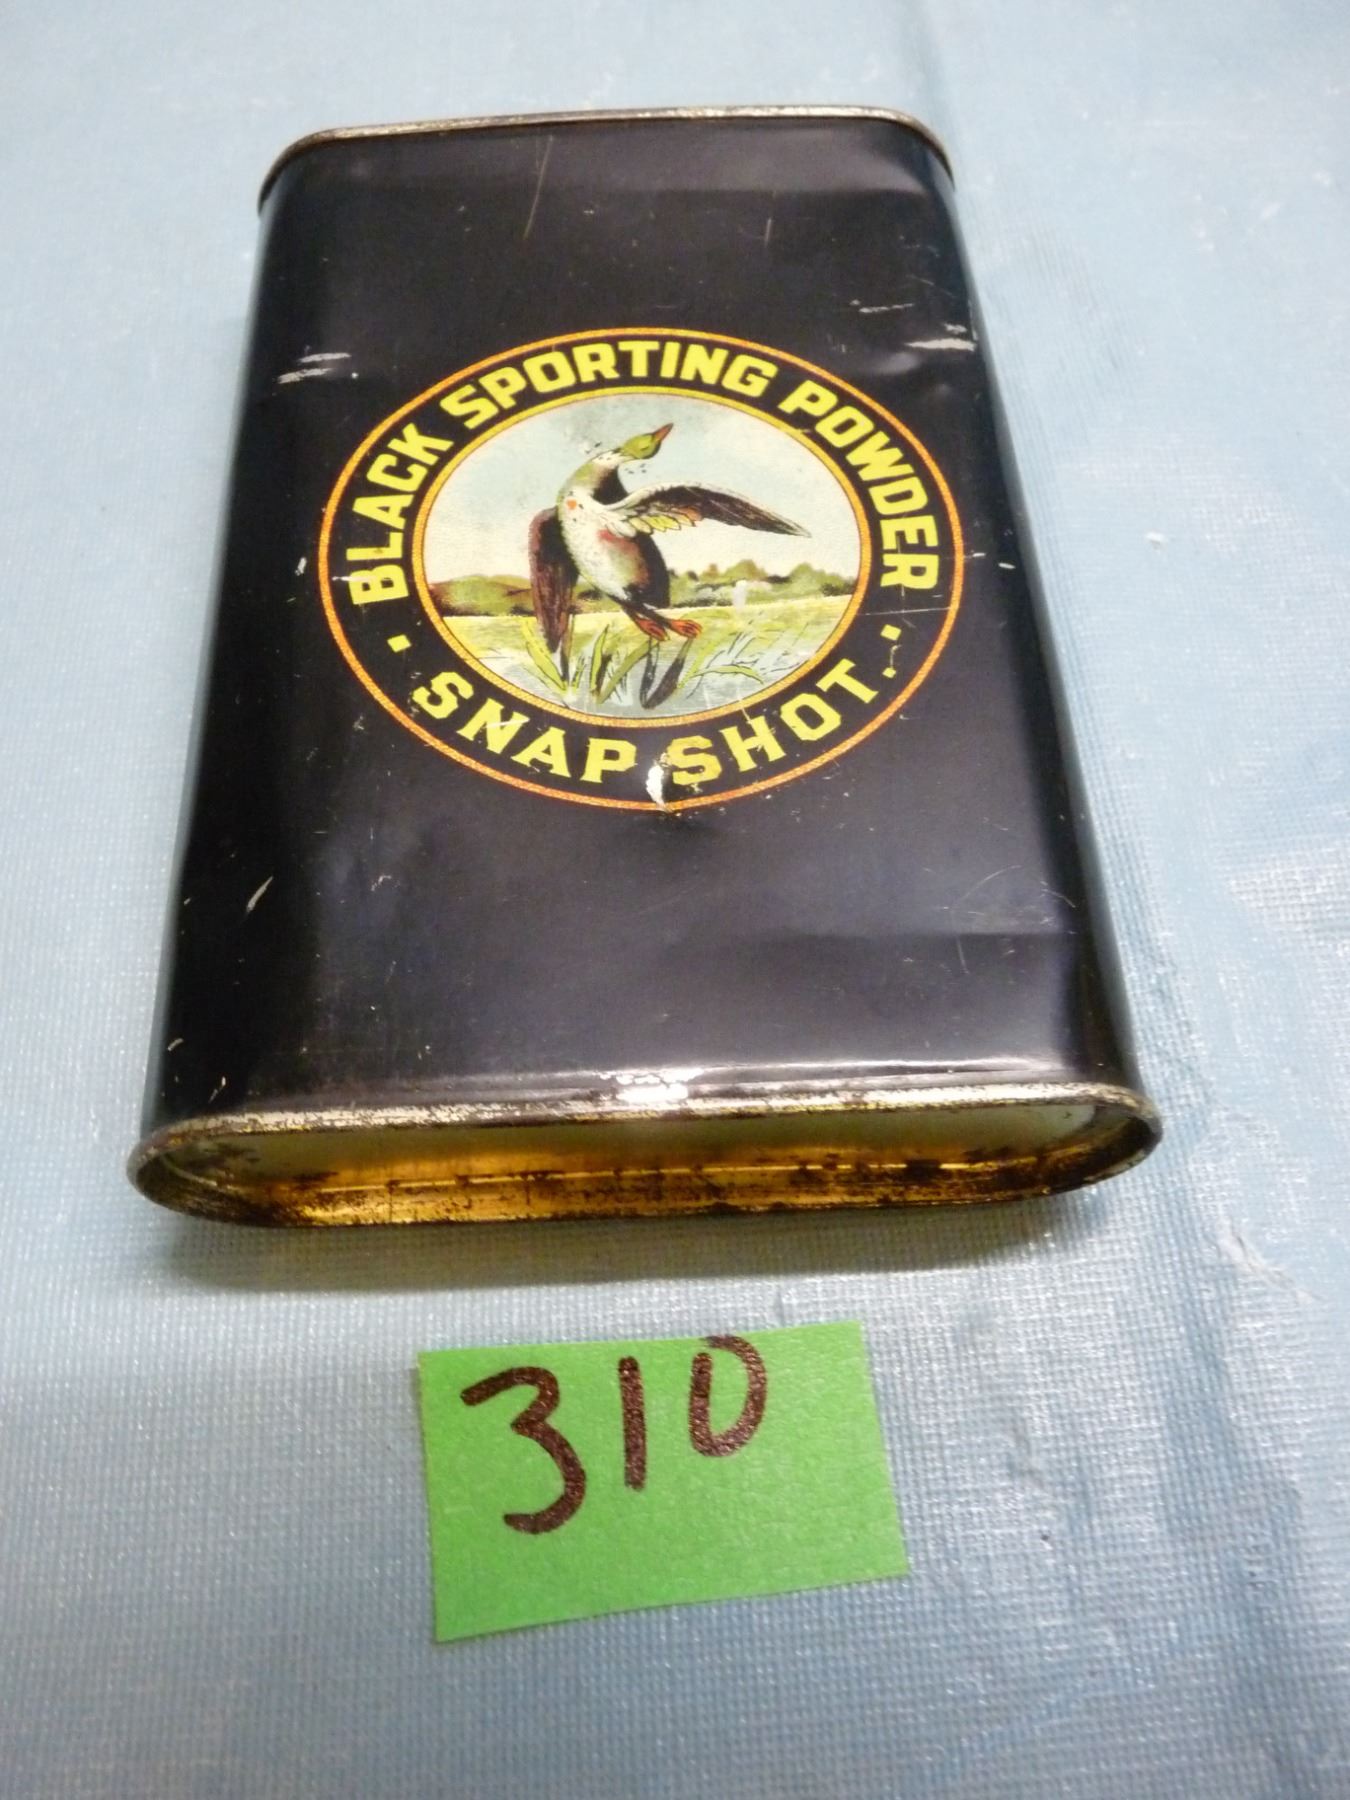 BLACK SPORTING POWDER
· SNAP SHOT. ·
310